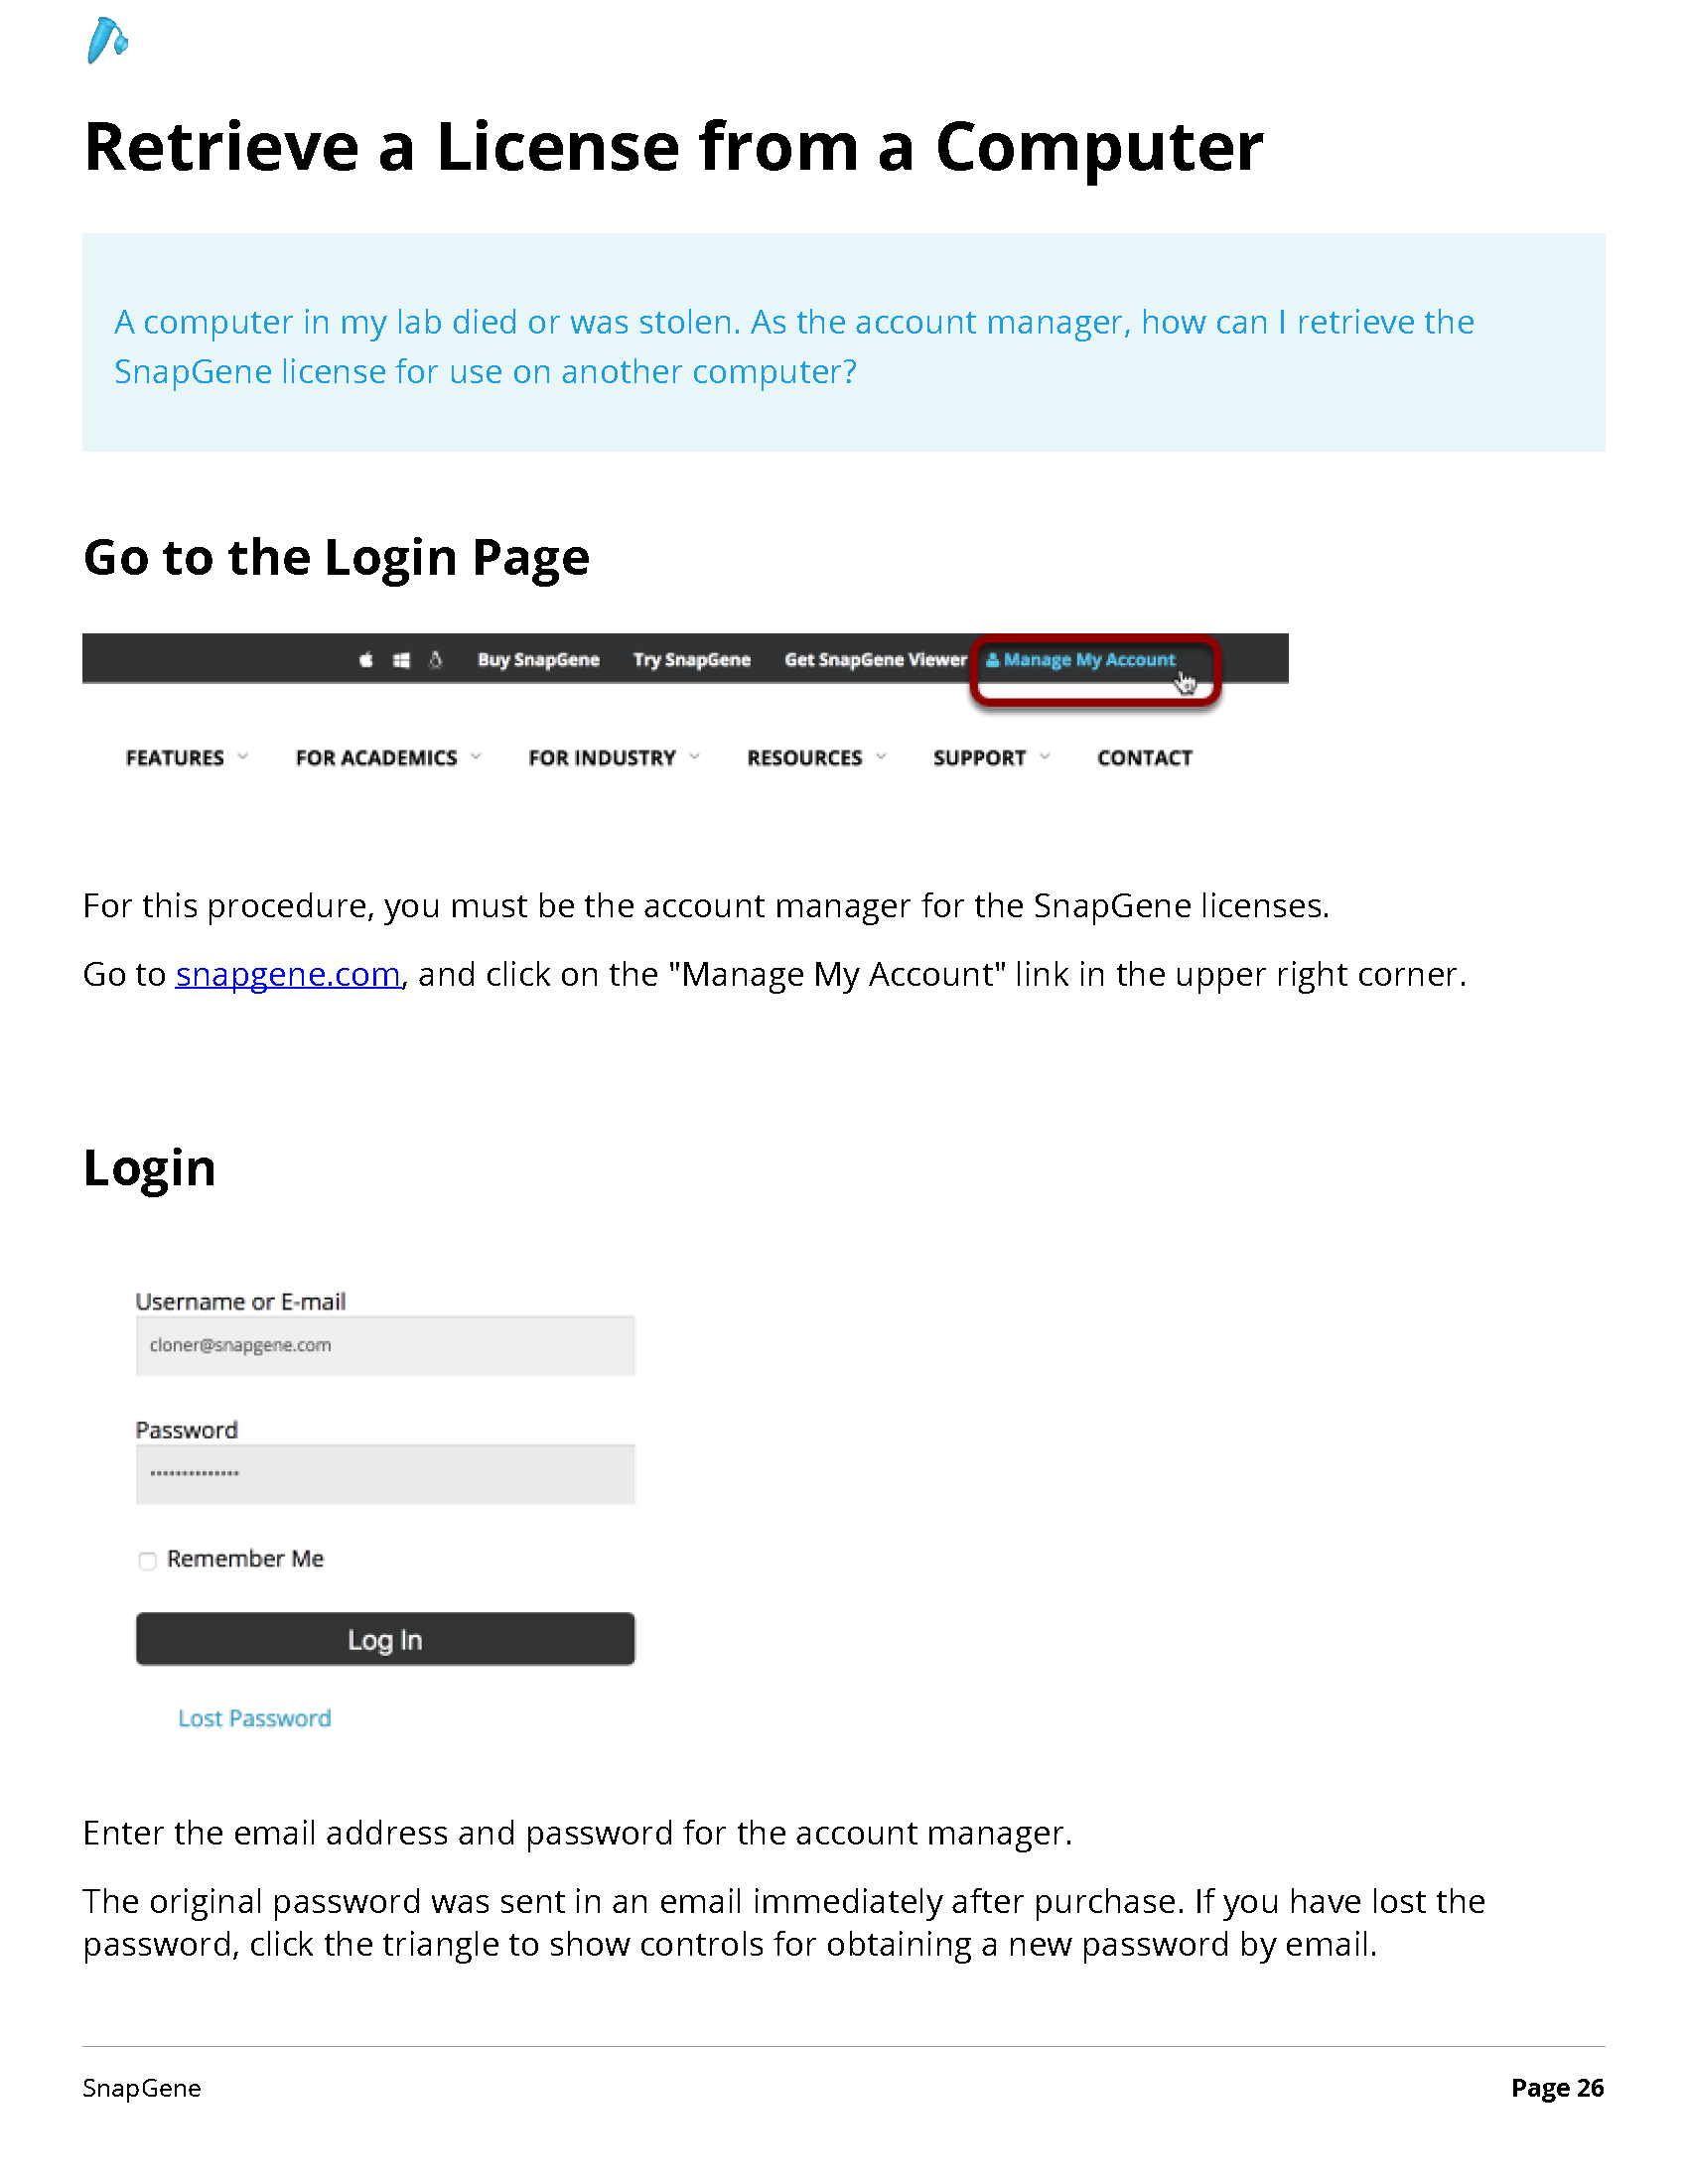 Retrieve a License from a Computer
A computer in my lab died or was stolen. As the account manager, how can I retrieve the
SnapGene license for use on another computer?
Go to the Login Page
Buy SnapGene Try SnapGene Get SnapGene Viewer Manage My Account
FEATURES FOR ACADEMICS FOR INDUSTRY RESOURCES SUPPORT CONTACT
For this procedure, you must be the account manager for the SnapGene licenses.
Go to snapgene.com, and click on the "Manage My Account" link in the upper right corner.
Login
Username or E-mail
cloner@snapgene.com
Password
••••••••••••••
Remember Me
Log In
Lost Password
Enter the email address and password for the account manager.
The original password was sent in an email immediately after purchase. If you have lost the
password, click the triangle to show controls for obtaining a new password by email.
SnapGene Page 26